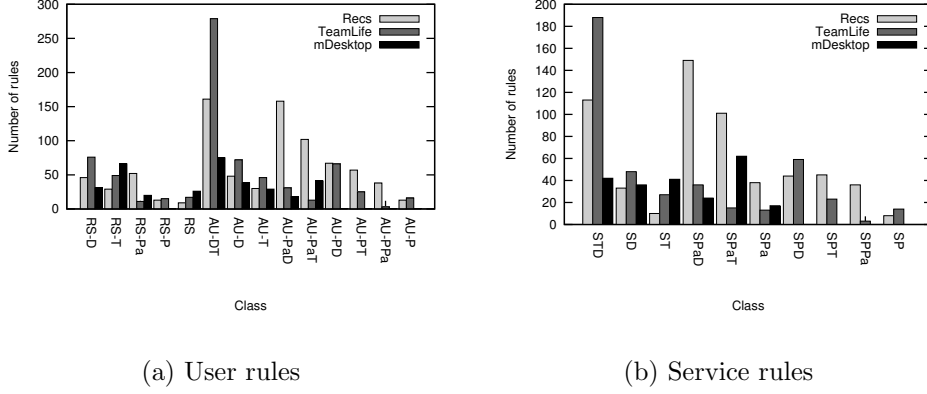 300
250
200
150
100
50
0
Number of rules
Recs
TeamLife
mDesktop
RS-D
RS-T
RS-Pa
RS-P
RS
AU-DT
AU-D
AU-T
AU-PaD
AU-PaT
AU-PD
AU-PT
AU-PPa
AU-P
Class
(a) User rules
200
180
160
140
120
100
80
60
40
20
0
Number of rules
Recs
TeamLife
mDesktop
STD
SD
ST
SPaD
SPaT
SPa
SPD
SPT
SPPa
SP
Class
(b) Service rules